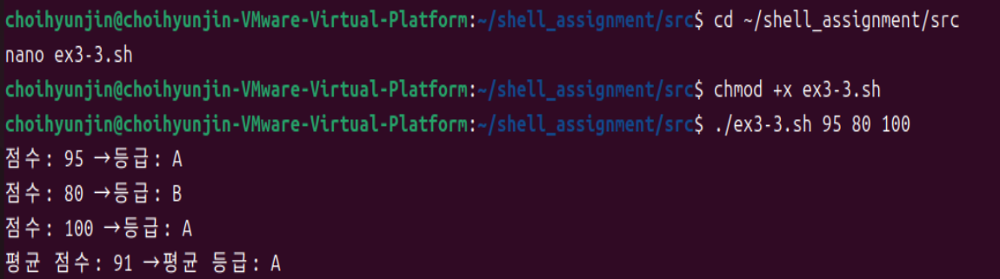 choihyunjin@choihyunjin-VMware-Virtual-Platform:~/shell_assignment/src$ cd ~/shell_assignment/src
nano ex3-3.sh
choihyunjin@choihyunjin-VMware-Virtual-Platform:~/shell_assignment/src$ chmod +x ex3-3.sh
choihyunjin@choihyunjin-VMware-Virtual-Platform:~/shell_assignment/src$ ./ex3-3.sh 95 80 100
점수: 95 →등급: A
점수: 80 →등급: B
점수: 100 →등급: A
평균 점수: 91 →평균 등급: A